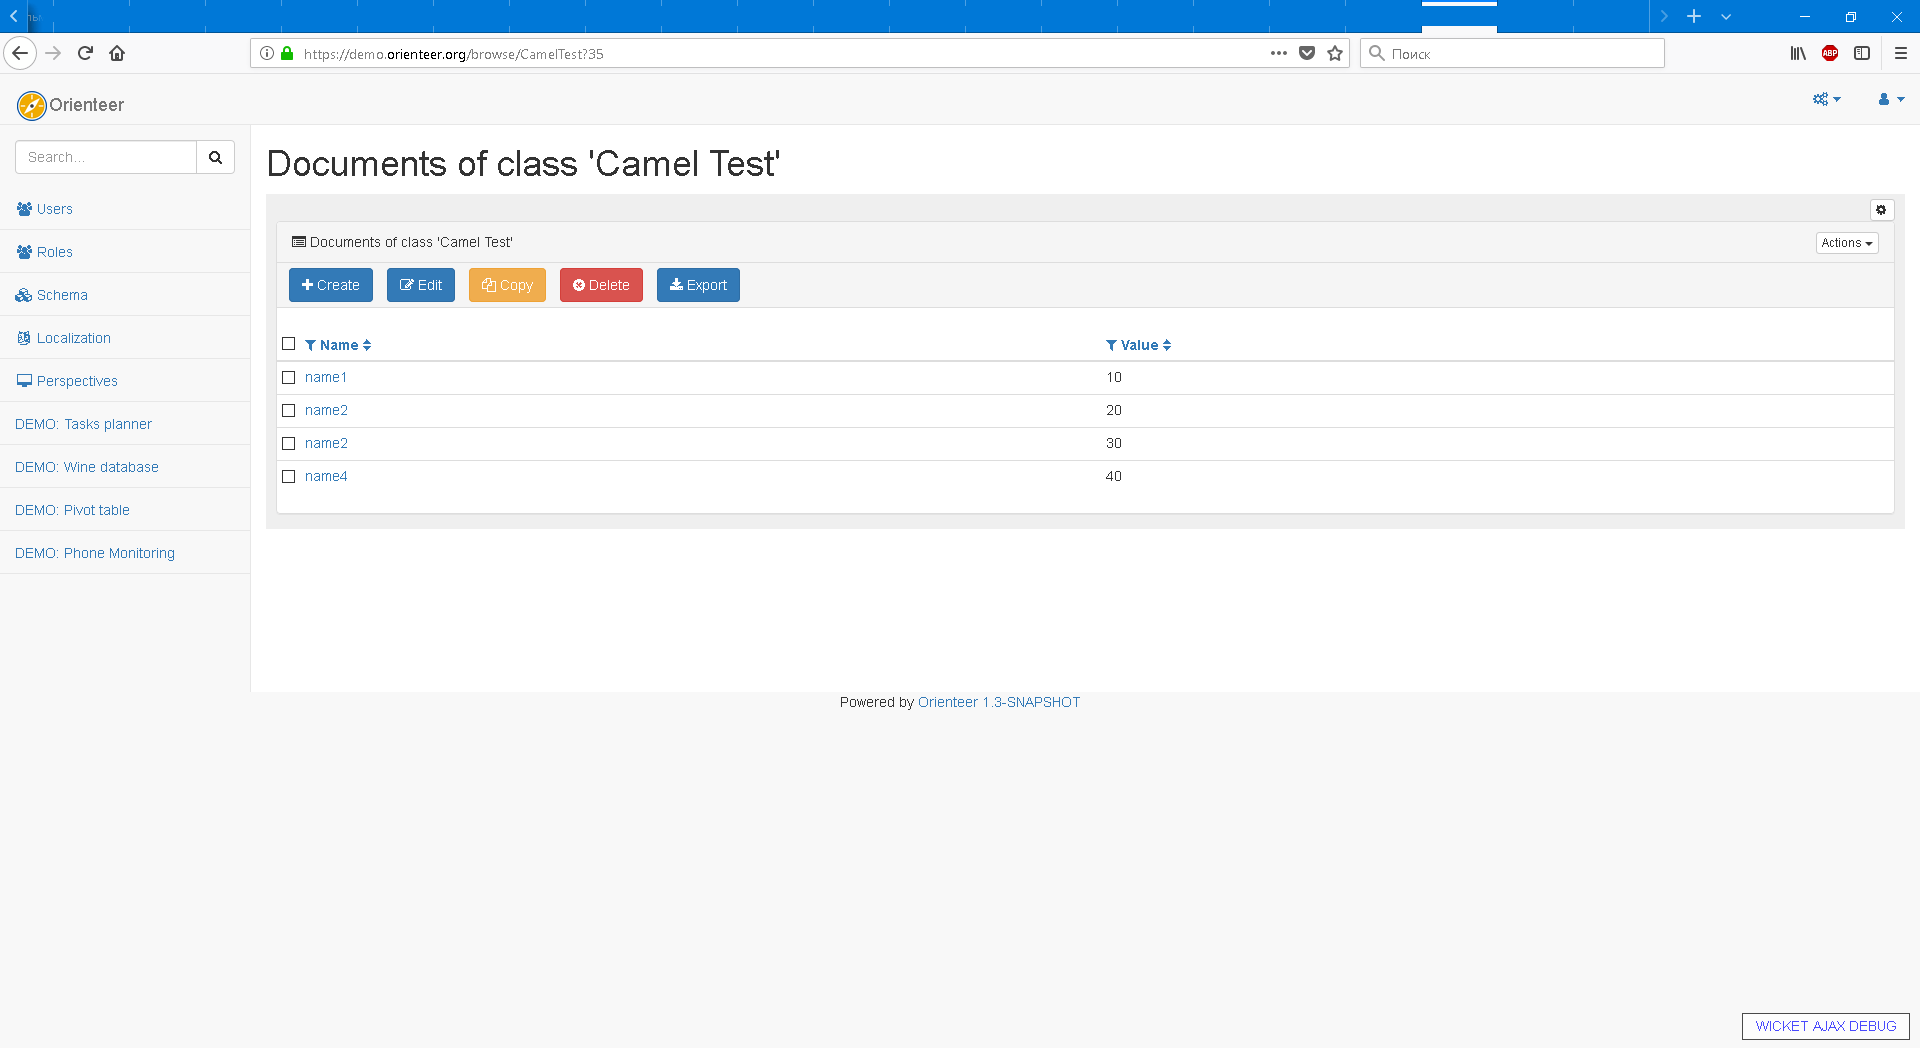 https://demo.orienteer.org/browse/CamelTest?35
Поиск
ABP
Orienteer
Search...
Users
Roles
Schema
Localization
Perspectives
DEMO: Tasks planner
DEMO: Wine database
DEMO: Pivot table
DEMO: Phone Monitoring
Documents of class 'Camel Test'
Documents of class 'Camel Test'
Actions
Create Edit Copy Delete Export
Name Value
name1 10
name2 20
name2 30
name4 40
Powered by Orienteer 1.3-SNAPSHOT
WICKET AJAX DEBUG